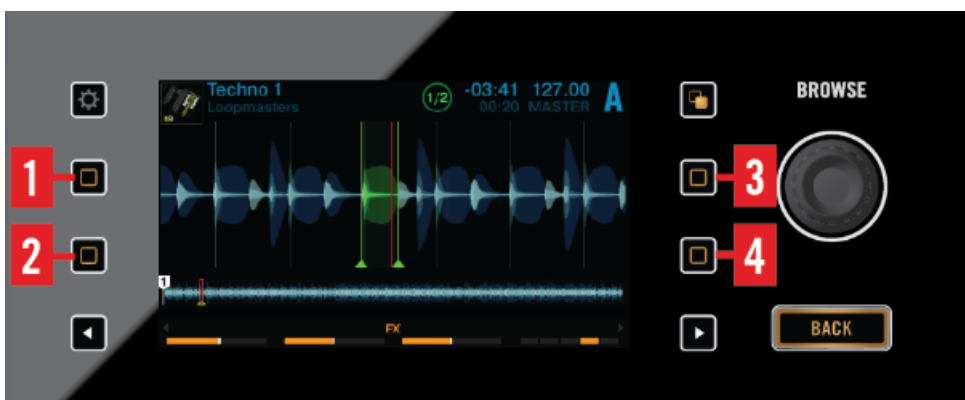 Techno 1
Loopmasters
1/2
-03:41 127.00
00:20 MASTER
A
BROWSE
1
2
3
4
1
FX
BACK